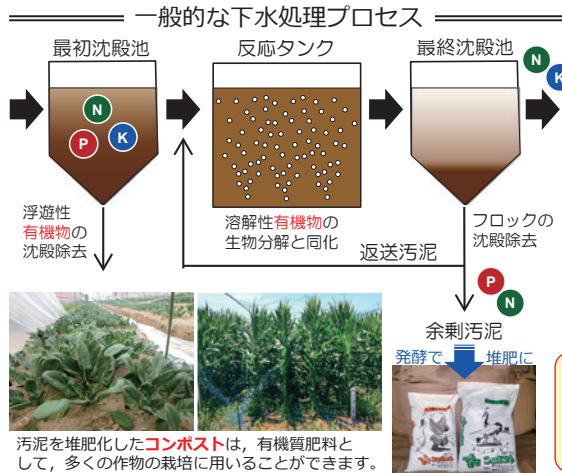 一般的な下水処理プロセス
最初沈殿池
反応タンク
最終沈殿池
N
K
N
P
K
浮遊性
有機物の
沈殿除去
溶解性有機物の
生物分解と同化
フロックの
沈殿除去
返送汚泥
P
N
余剰汚泥
発酵で 堆肥に
汚泥を堆肥化したコンポストは，有機質肥料と
して，多くの作物の栽培に用いることができます。